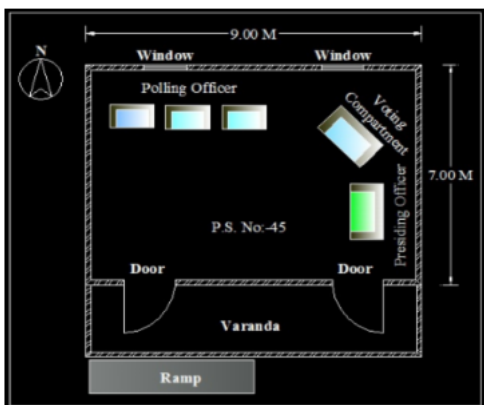 9.00 M
N
Window
Window
Polling Officer
Voting
Compartment
7.00 M
Presiding Officer
P.S. No:-45
Door
Door
Varanda
Ramp